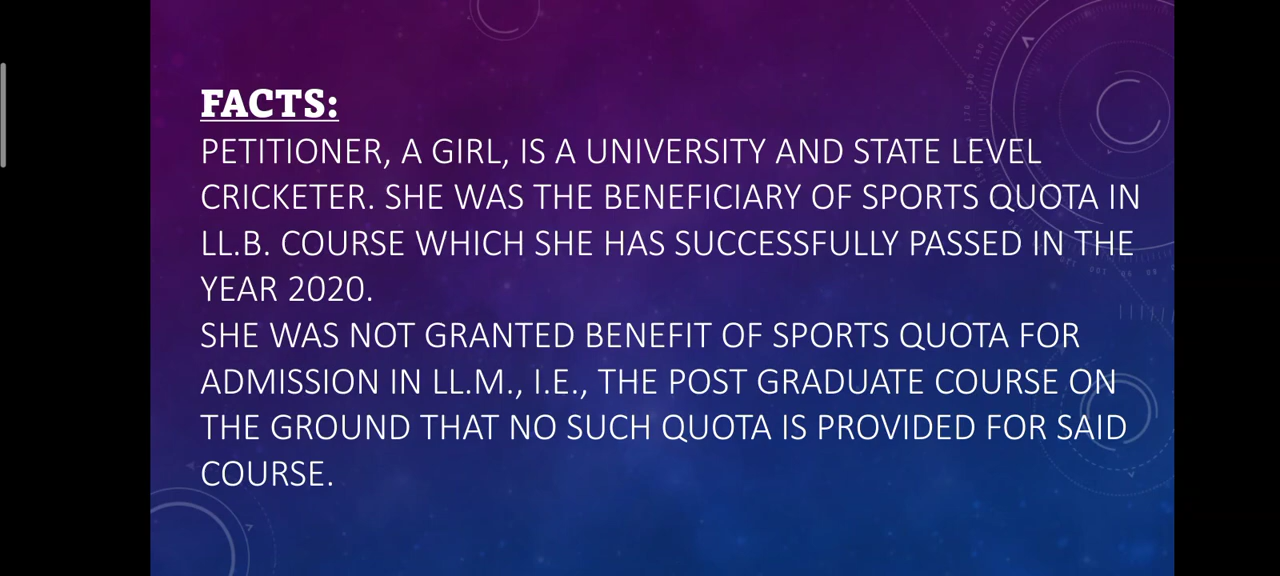 FACTS:
PETITIONER, A GIRL, IS A UNIVERSITY AND STATE LEVEL
CRICKETER. SHE WAS THE BENEFICIARY OF SPORTS QUOTA IN
LL.B. COURSE WHICH SHE HAS SUCCESSFULLY PASSED IN THE
YEAR 2020.
SHE WAS NOT GRANTED BENEFIT OF SPORTS QUOTA FOR
ADMISSION IN LL.M., I.E., THE POST GRADUATE COURSE ON
THE GROUND THAT NO SUCH QUOTA IS PROVIDED FOR SAID
COURSE.